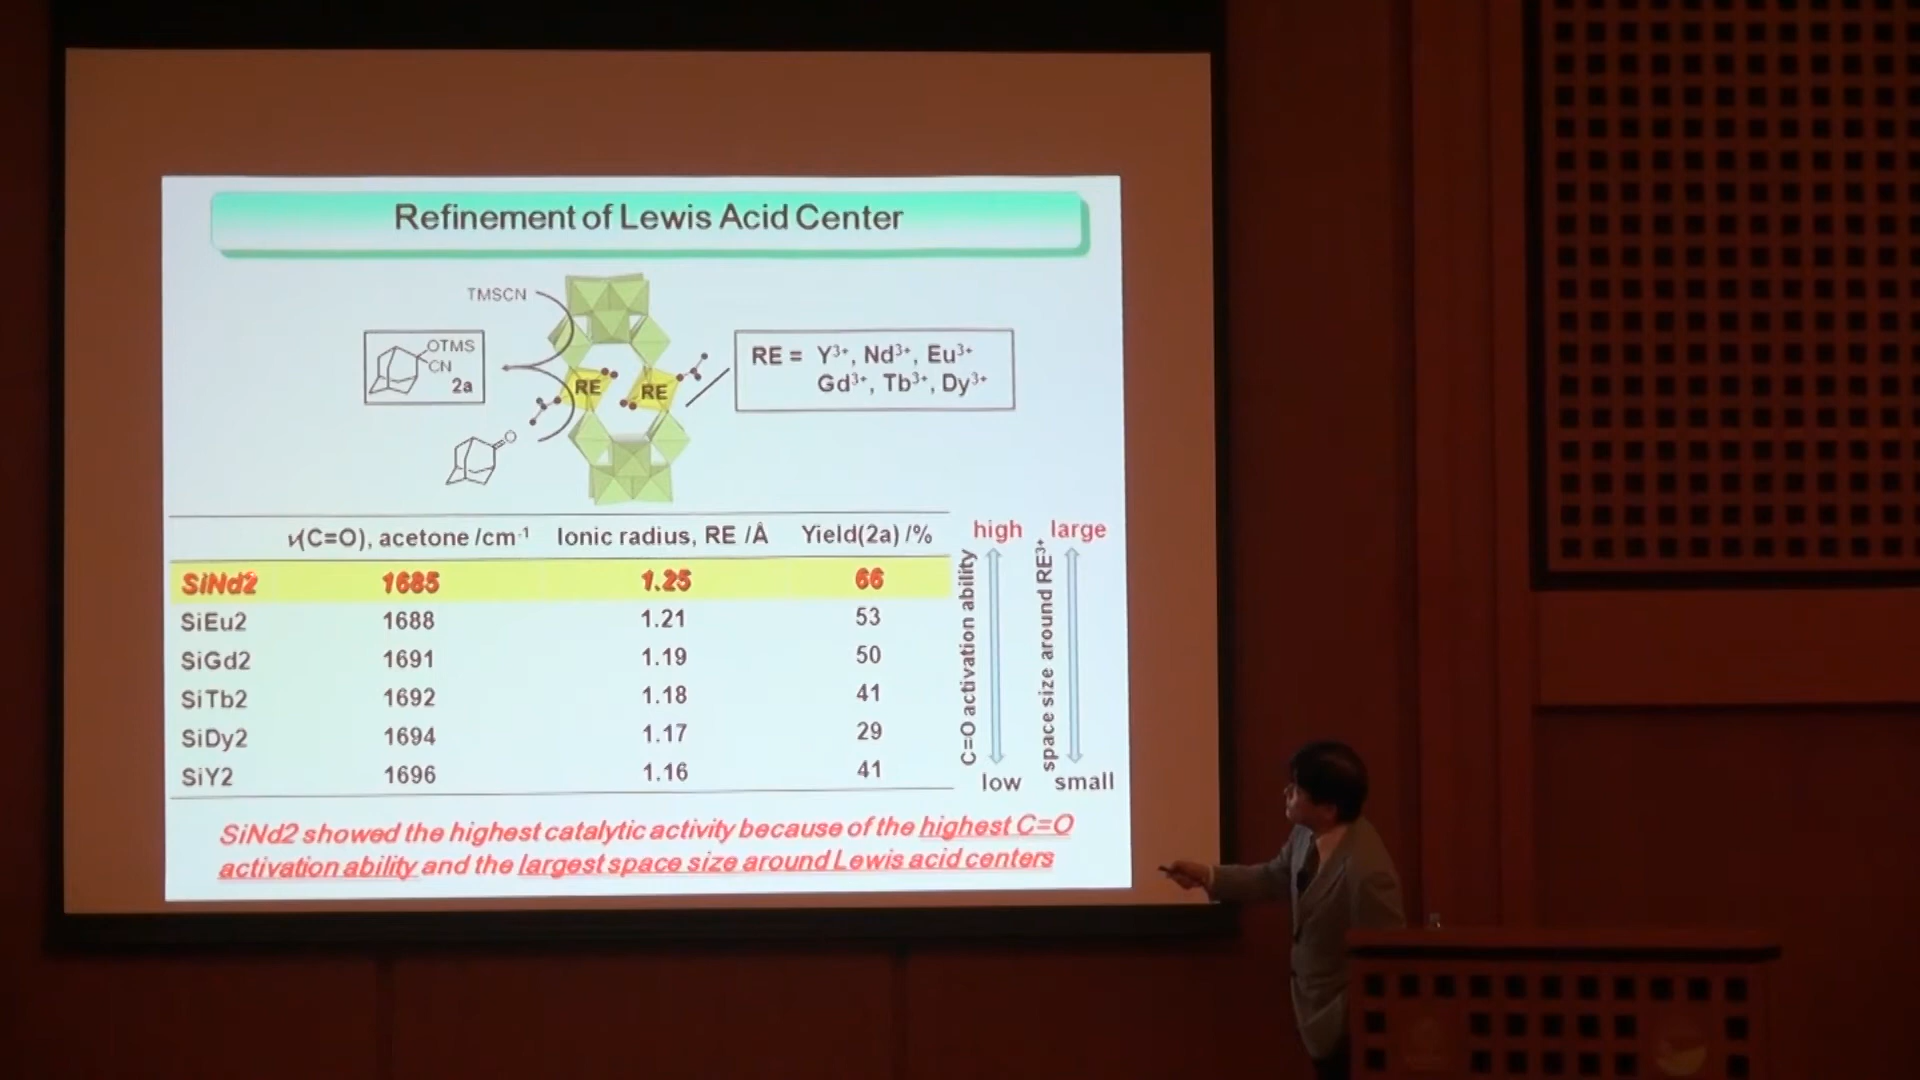 Refinement of Lewis Acid Center
TMSCN
OTMS
CN
2a
O
RE
RE
RE = Y³⁺, Nd³⁺, Eu³⁺
Gd³⁺, Tb³⁺, Dy³⁺
ν(C=O), acetone /cm⁻¹ Ionic radius, RE /Å Yield(2a) /%
SiNd2 1685 1.25 66
SiEu2 1688 1.21 53
SiGd2 1691 1.19 50
SiTb2 1692 1.18 41
SiDy2 1694 1.17 29
SiY2 1696 1.16 41
high large
C=O activation ability
space size around RE³⁺
low small
SiNd2 showed the highest catalytic activity because of the highest C=O
activation ability and the largest space size around Lewis acid centers